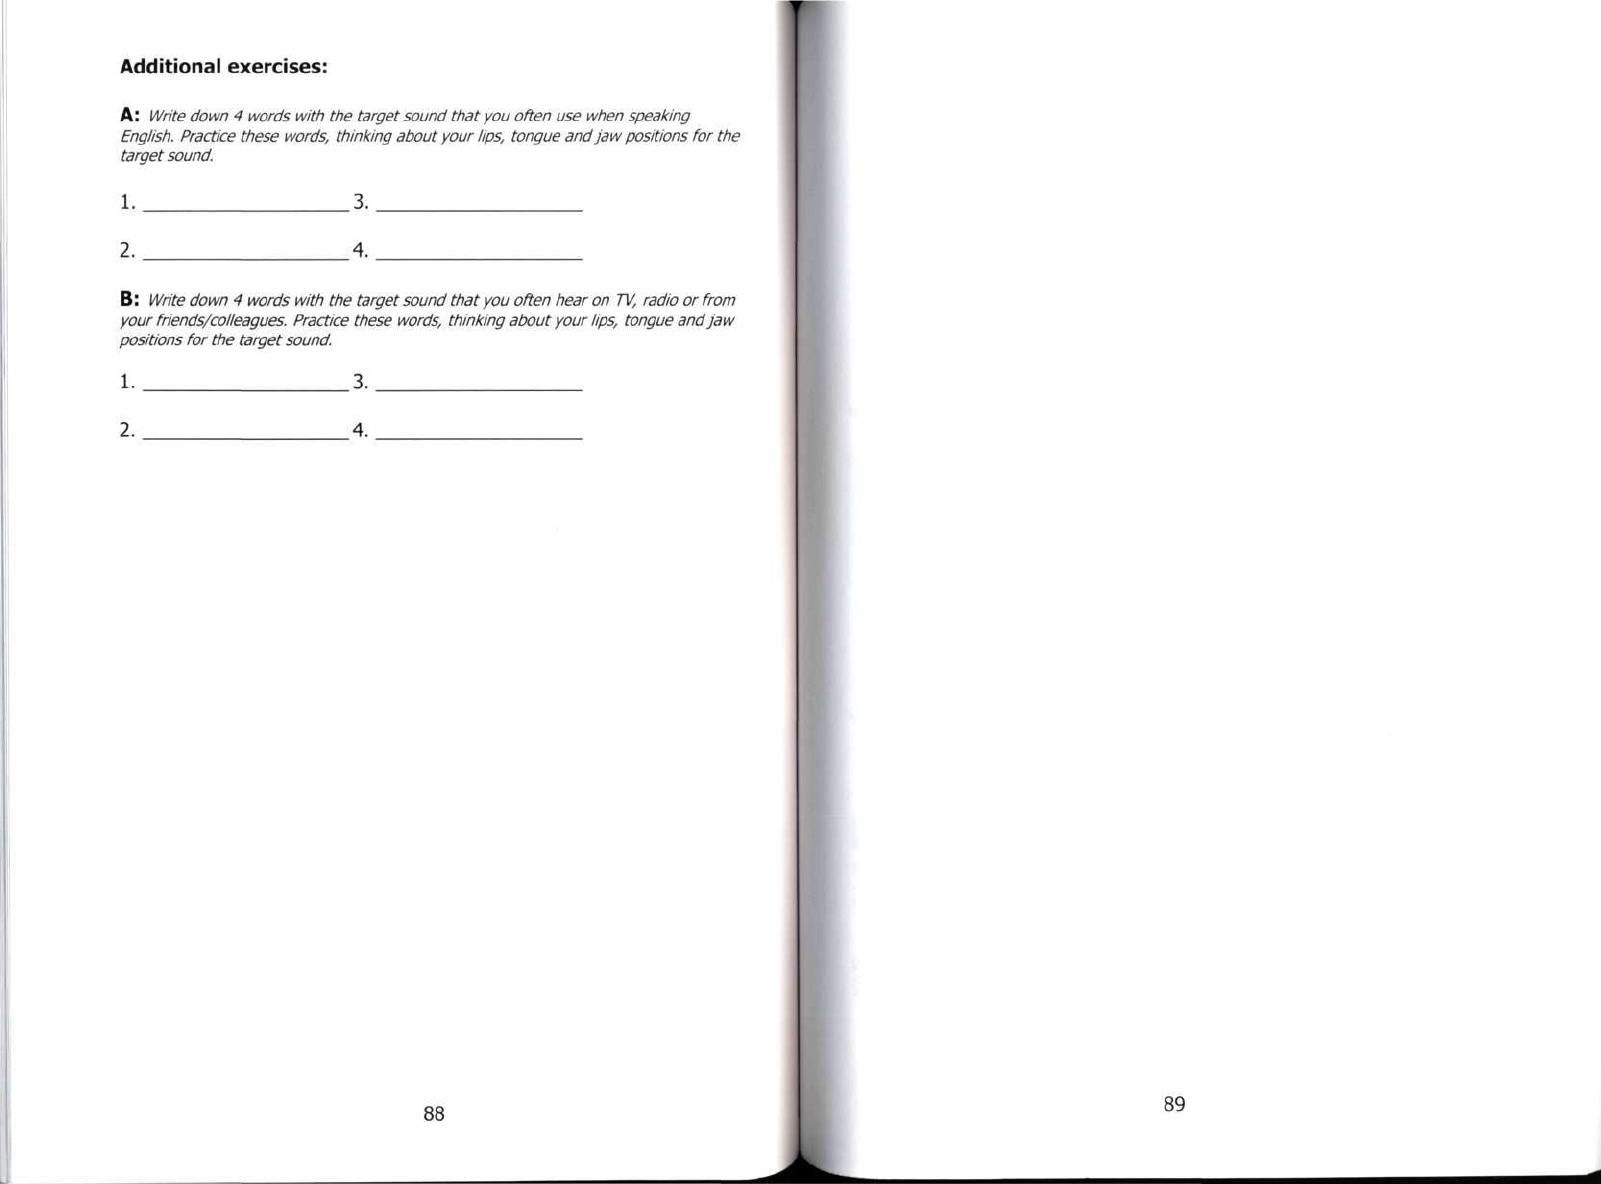 Additional exercises:
A: Write down 4 words with the target sound that you often use when speaking
English. Practice these words, thinking about your lips, tongue and jaw positions for the
target sound.
1. ____________________ 3. ____________________
2. ____________________ 4. ____________________
B: Write down 4 words with the target sound that you often hear on TV, radio or from
your friends/colleagues. Practice these words, thinking about your lips, tongue and jaw
positions for the target sound.
1. ____________________ 3. ____________________
2. ____________________ 4. ____________________
88
89